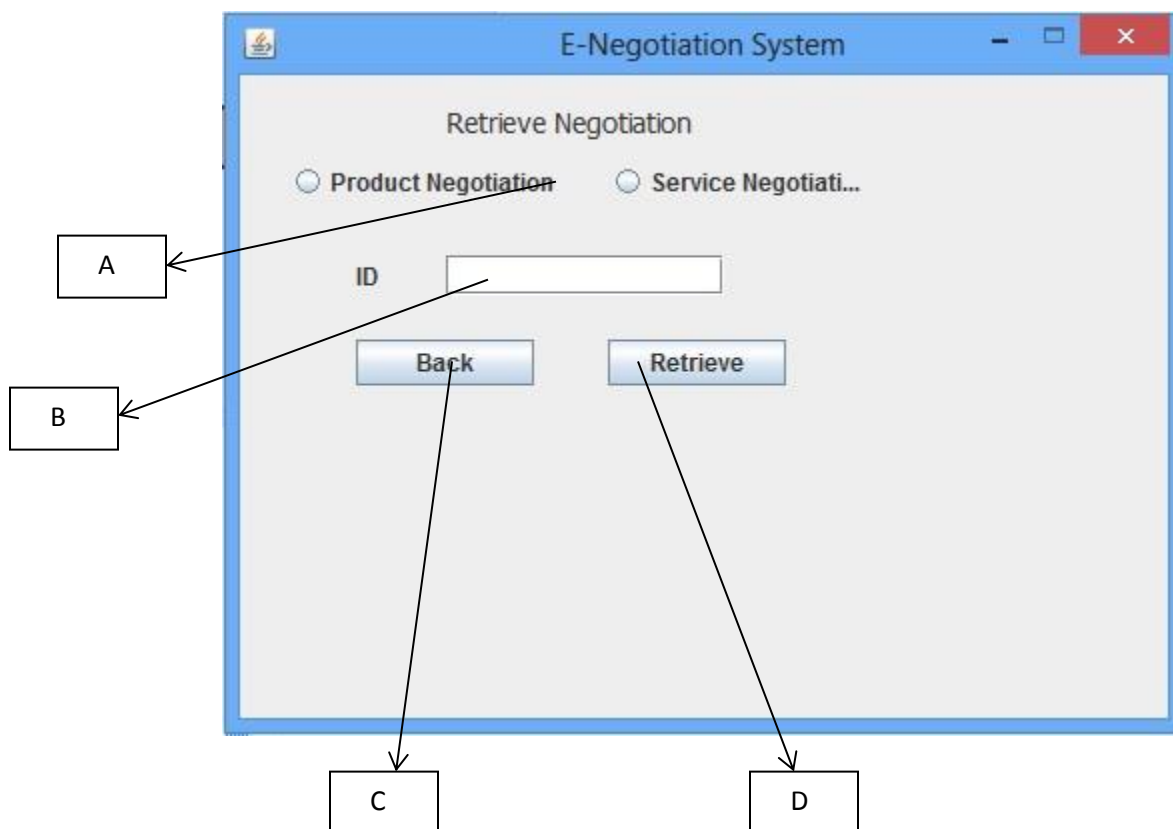 E-Negotiation System
Retrieve Negotiation
Product Negotiation Service Negotiati...
A
ID
Back Retrieve
B
C D